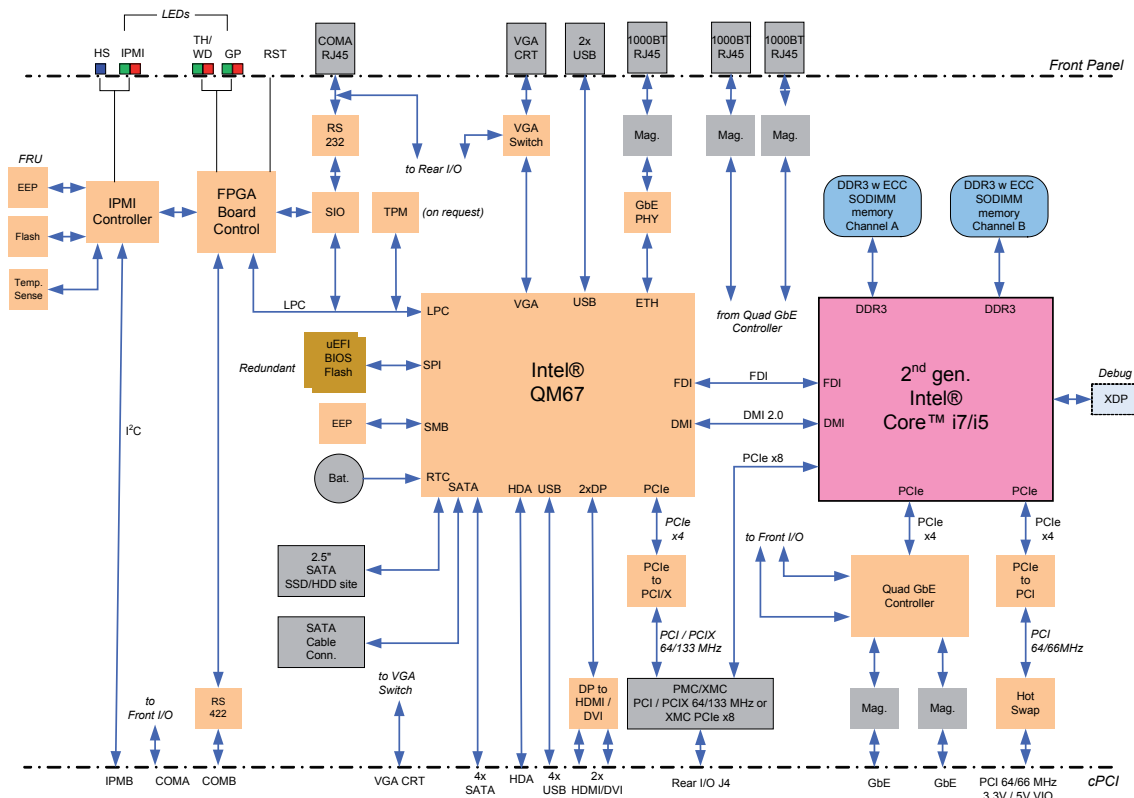 LEDs
HS
IPMI
TH/
WD
GP
RST
COMA
RJ45
VGA
CRT
2x
USB
1000BT
RJ45
1000BT
RJ45
1000BT
RJ45
Front Panel
RS
232
VGA
Switch
Mag.
Mag.
Mag.
to Rear I/O
FRU
EEP
Flash
Temp.
Sense
IPMI
Controller
FPGA
Board
Control
SIO
TPM
(on request)
GbE
PHY
DDR3 w ECC
SODIMM
memory
Channel A
DDR3 w ECC
SODIMM
memory
Channel B
LPC
LPC
VGA
USB
ETH
from Quad GbE
Controller
DDR3
DDR3
Redundant
uEFI
BIOS
Flash
SPI
Intel®
QM67
FDI
FDI
FDI
2nd gen.
Intel®
Core™ i7/i5
Debug
XDP
I²C
EEP
SMB
DMI
DMI 2.0
DMI
Bat.
RTC
SATA
HDA
USB
2xDP
PCIe
PCIe x8
PCIe
PCIe
PCIe
x4
PCIe
x4
PCIe
x4
to Front I/O
2.5"
SATA
SSD/HDD site
PCIe
to
PCI/X
Quad GbE
Controller
PCIe
to
PCI
SATA
Cable
Conn.
PCI / PCIX
64/133 MHz
PCI
64/66MHz
to VGA
Switch
to
Front I/O
RS
422
DP to
HDMI /
DVI
PMC/XMC
PCI / PCIX 64/133 MHz or
XMC PCIe x8
Mag.
Mag.
Hot
Swap
IPMB
COMA
COMB
VGA CRT
4x
SATA
HDA
4x
USB
2x
HDMI/DVI
Rear I/O J4
GbE
GbE
PCI 64/66 MHz
3.3V / 5V VIO
cPCI